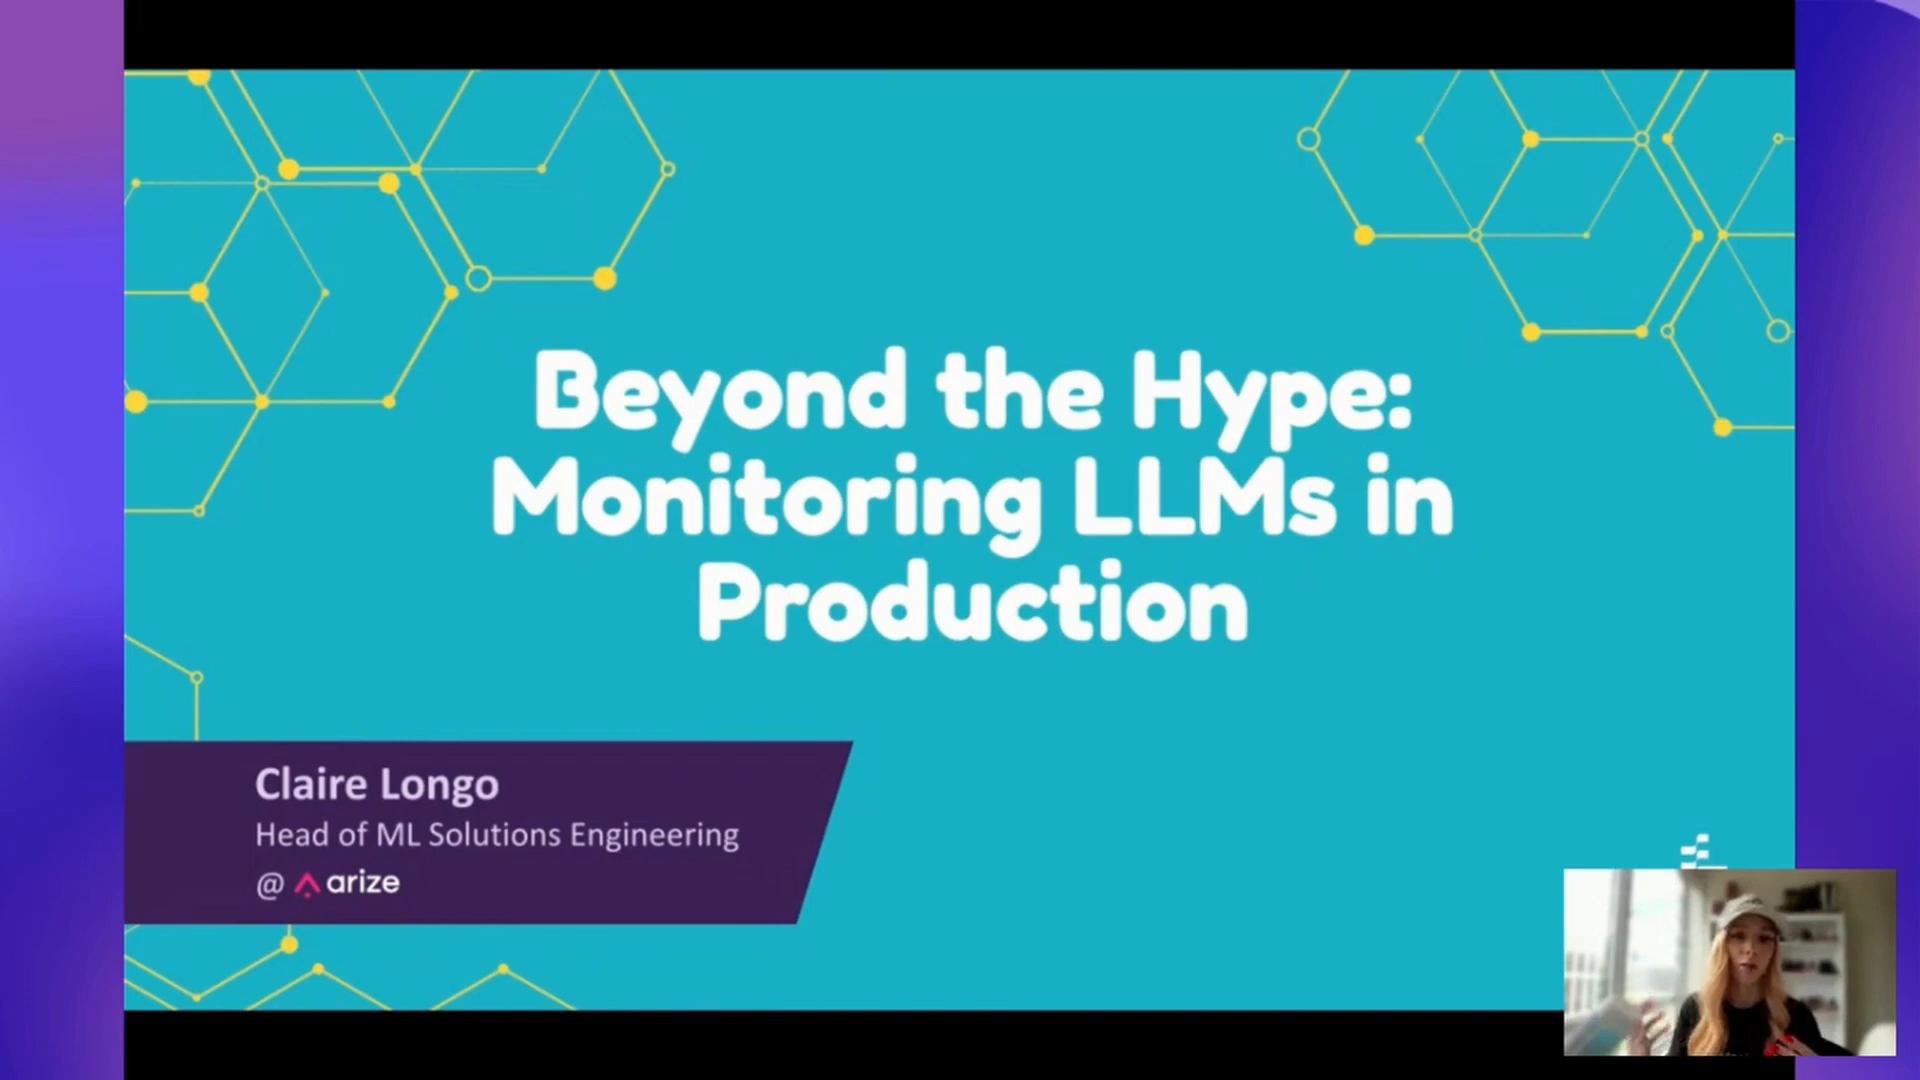 Beyond the Hype:
Monitoring LLMs in
Production
Claire Longo
Head of ML Solutions Engineering
@ arize